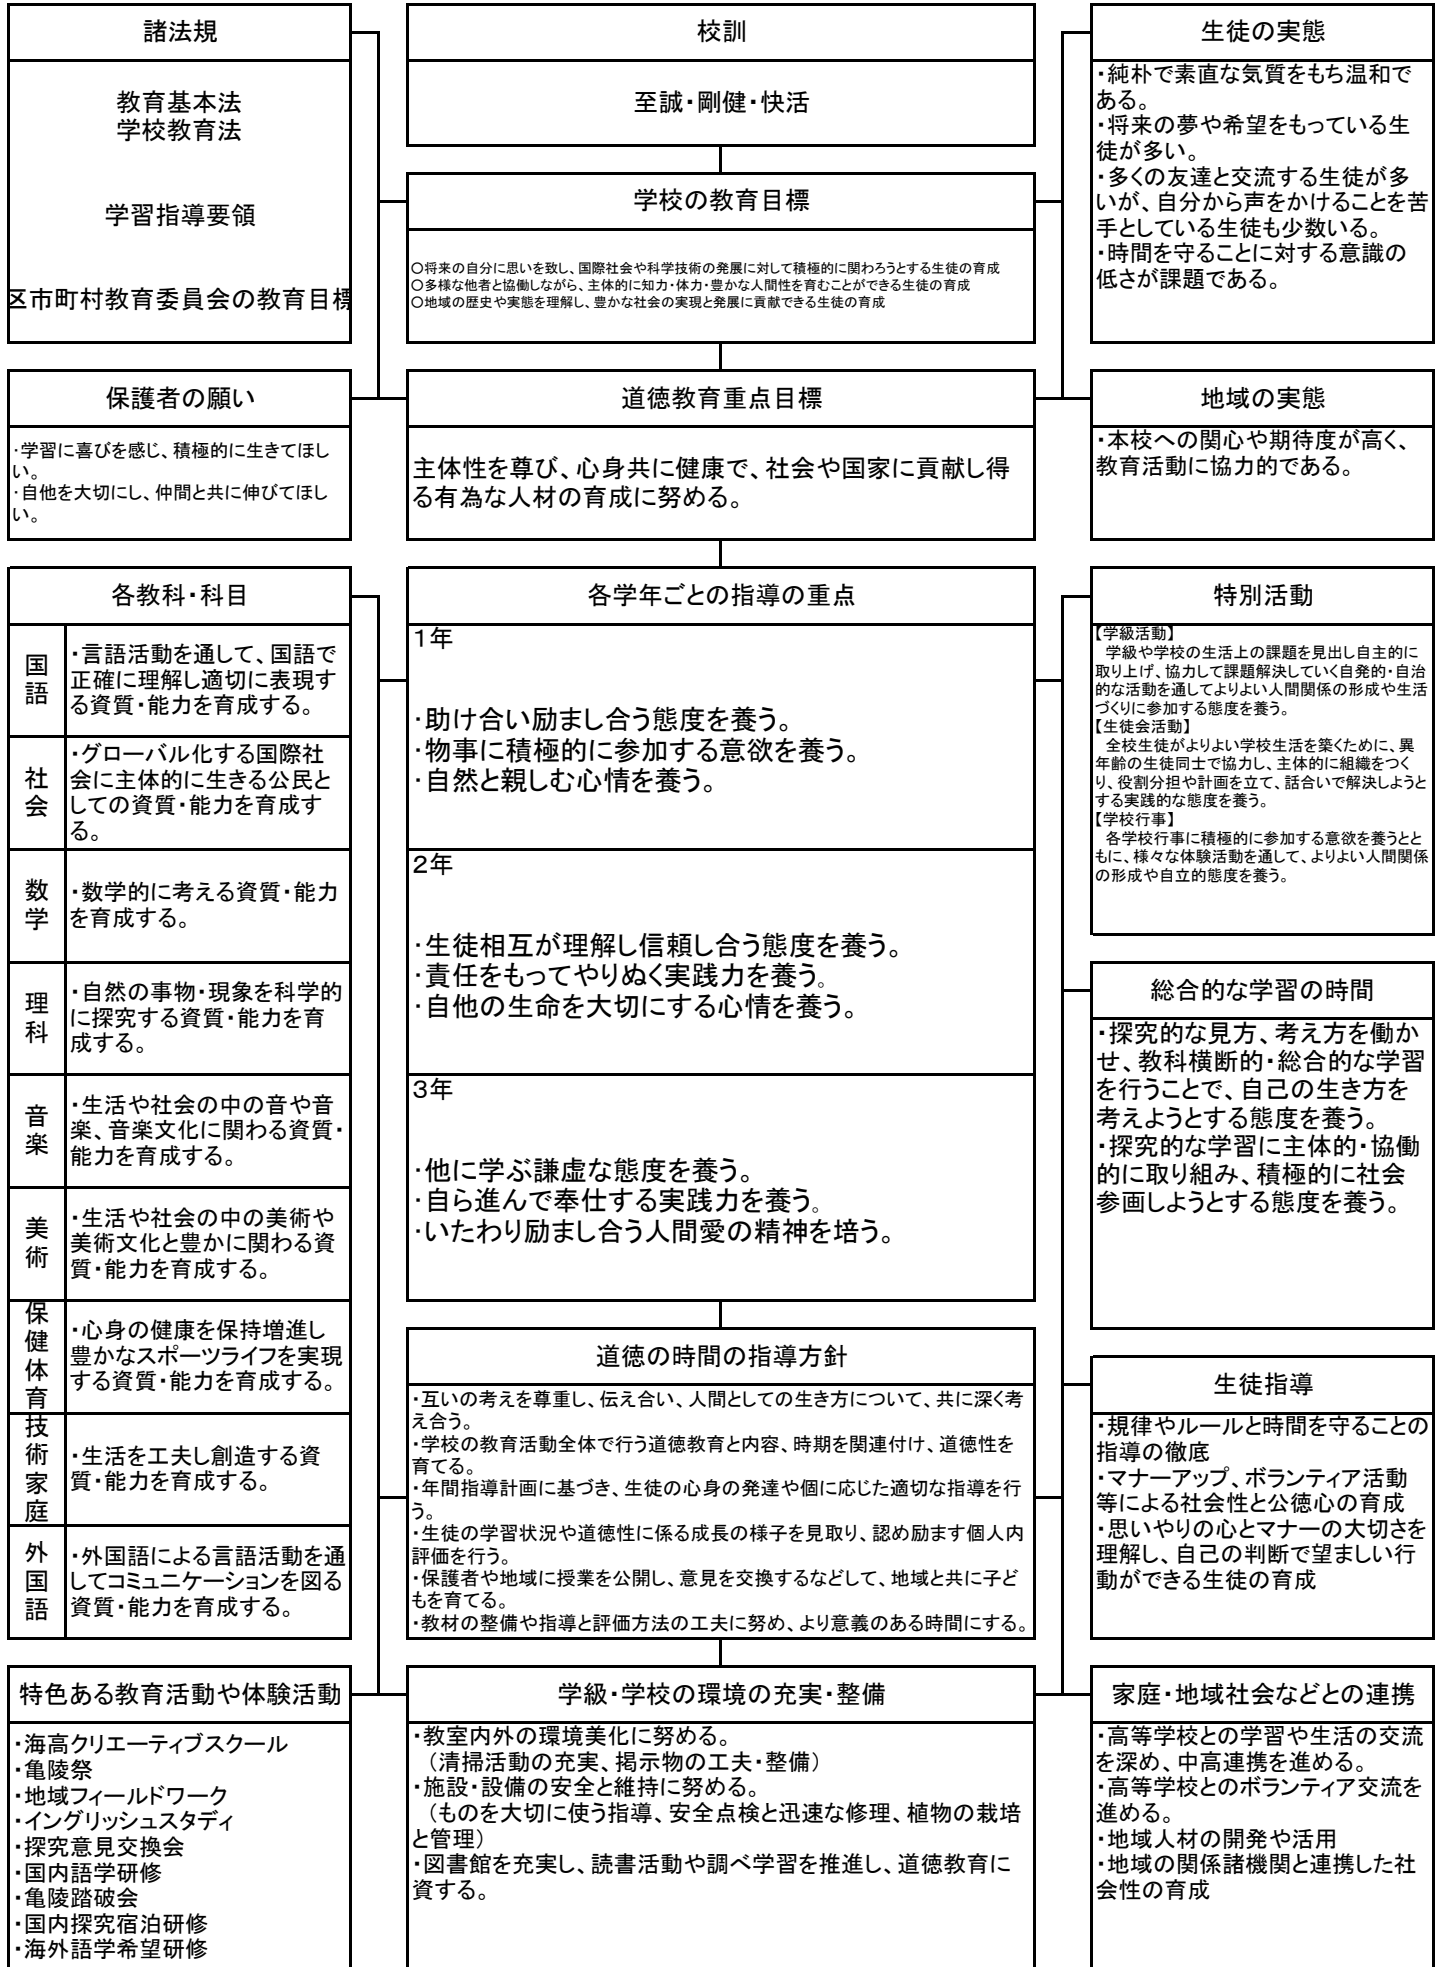 諸法規
教育基本法
学校教育法
学習指導要領
区市町村教育委員会の教育目標
校訓
至誠・剛健・快活
学校の教育目標
○将来の自分に思いを致し、国際社会や科学技術の発展に対して積極的に関わろうとする生徒の育成
○多様な他者と協働しながら、主体的に知力・体力・豊かな人間性を育むことができる生徒の育成
○地域の歴史や実態を理解し、豊かな社会の実現と発展に貢献できる生徒の育成
生徒の実態
・純朴で素直な気質をもち温和で
ある。
・将来の夢や希望をもっている生
徒が多い。
・多くの友達と交流する生徒が多
いが、自分から声をかけることを苦
手としている生徒も少数いる。
・時間を守ることに対する意識の
低さが課題である。
保護者の願い
・学習に喜びを感じ、積極的に生きてほし
い。
・自他を大切にし、仲間と共に伸びてほし
い。
道徳教育重点目標
主体性を尊び、心身共に健康で、社会や国家に貢献し得
る有為な人材の育成に努める。
地域の実態
・本校への関心や期待度が高く、
教育活動に協力的である。
各教科・科目
国語
・言語活動を通して、国語で
正確に理解し適切に表現す
る資質・能力を育成する。
社会
・グローバル化する国際社
会に主体的に生きる公民と
しての資質・能力を育成す
る。
数学
・数学的に考える資質・能力
を育成する。
理科
・自然の事物・現象を科学的
に探究する資質・能力を育
成する。
音楽
・生活や社会の中の音や音
楽、音楽文化に関わる資質・
能力を育成する。
美術
・生活や社会の中の美術や
美術文化と豊かに関わる資
質・能力を育成する。
保健体育
・心身の健康を保持増進し
豊かなスポーツライフを実現
する資質・能力を育成する。
技術家庭
・生活を工夫し創造する資
質・能力を育成する。
外国語
・外国語による言語活動を通
してコミュニケーションを図る
資質・能力を育成する。
各学年ごとの指導の重点
1年
・助け合い励まし合う態度を養う。
・物事に積極的に参加する意欲を養う。
・自然と親しむ心情を養う。
2年
・生徒相互が理解し信頼し合う態度を養う。
・責任をもってやりぬく実践力を養う。
・自他の生命を大切にする心情を養う。
3年
・他に学ぶ謙虚な態度を養う。
・自ら進んで奉仕する実践力を養う。
・いたわり励まし合う人間愛の精神を培う。
道徳の時間の指導方針
・互いの考えを尊重し、伝え合い、人間としての生き方について、共に深く考
え合う。
・学校の教育活動全体で行う道徳教育と内容、時期を関連付け、道徳性を
育てる。
・年間指導計画に基づき、生徒の心身の発達や個に応じた適切な指導を行
う。
・生徒の学習状況や道徳性に係る成長の様子を見取り、認め励ます個人内
評価を行う。
・保護者や地域に授業を公開し、意見を交換するなどして、地域と共に子ど
もを育てる。
・教材の整備や指導と評価方法の工夫に努め、より意義のある時間にする。
特別活動
【学級活動】
学級や学校の生活上の課題を見出し自主的に
取り上げ、協力して課題解決していく自発的・自治
的な活動を通してよりよい人間関係の形成や生活
づくりに参加する態度を養う。
【生徒会活動】
全校生徒がよりよい学校生活を築くために、異
年齢の生徒同士で協力し、主体的に組織をつく
り、役割分担や計画を立て、話合いで解決しようと
する実践的な態度を養う。
【学校行事】
各学校行事に積極的に参加する意欲を養うとと
もに、様々な体験活動を通して、よりよい人間関係
の形成や自立的態度を養う。
総合的な学習の時間
・探究的な見方、考え方を働か
せ、教科横断的・総合的な学習
を行うことで、自己の生き方を
考えようとする態度を養う。
・探究的な学習に主体的・協働
的に取り組み、積極的に社会
参画しようとする態度を養う。
生徒指導
・規律やルールと時間を守ることの
指導の徹底
・マナーアップ、ボランティア活動
等による社会性と公徳心の育成
・思いやりの心とマナーの大切さを
理解し、自己の判断で望ましい行
動ができる生徒の育成
特色ある教育活動や体験活動
・海高クリエーティブスクール
・亀陵祭
・地域フィールドワーク
・イングリッシュスタディ
・探究意見交換会
・国内語学研修
・亀陵踏破会
・国内探究宿泊研修
・海外語学希望研修
学級・学校の環境の充実・整備
・教室内外の環境美化に努める。
（清掃活動の充実、掲示物の工夫・整備）
・施設・設備の安全と維持に努める。
（ものを大切に使う指導、安全点検と迅速な修理、植物の栽培
と管理）
・図書館を充実し、読書活動や調べ学習を推進し、道徳教育に
資する。
家庭・地域社会などとの連携
・高等学校との学習や生活の交流
を深め、中高連携を進める。
・高等学校とのボランティア交流を
進める。
・地域人材の開発や活用
・地域の関係諸機関と連携した社
会性の育成